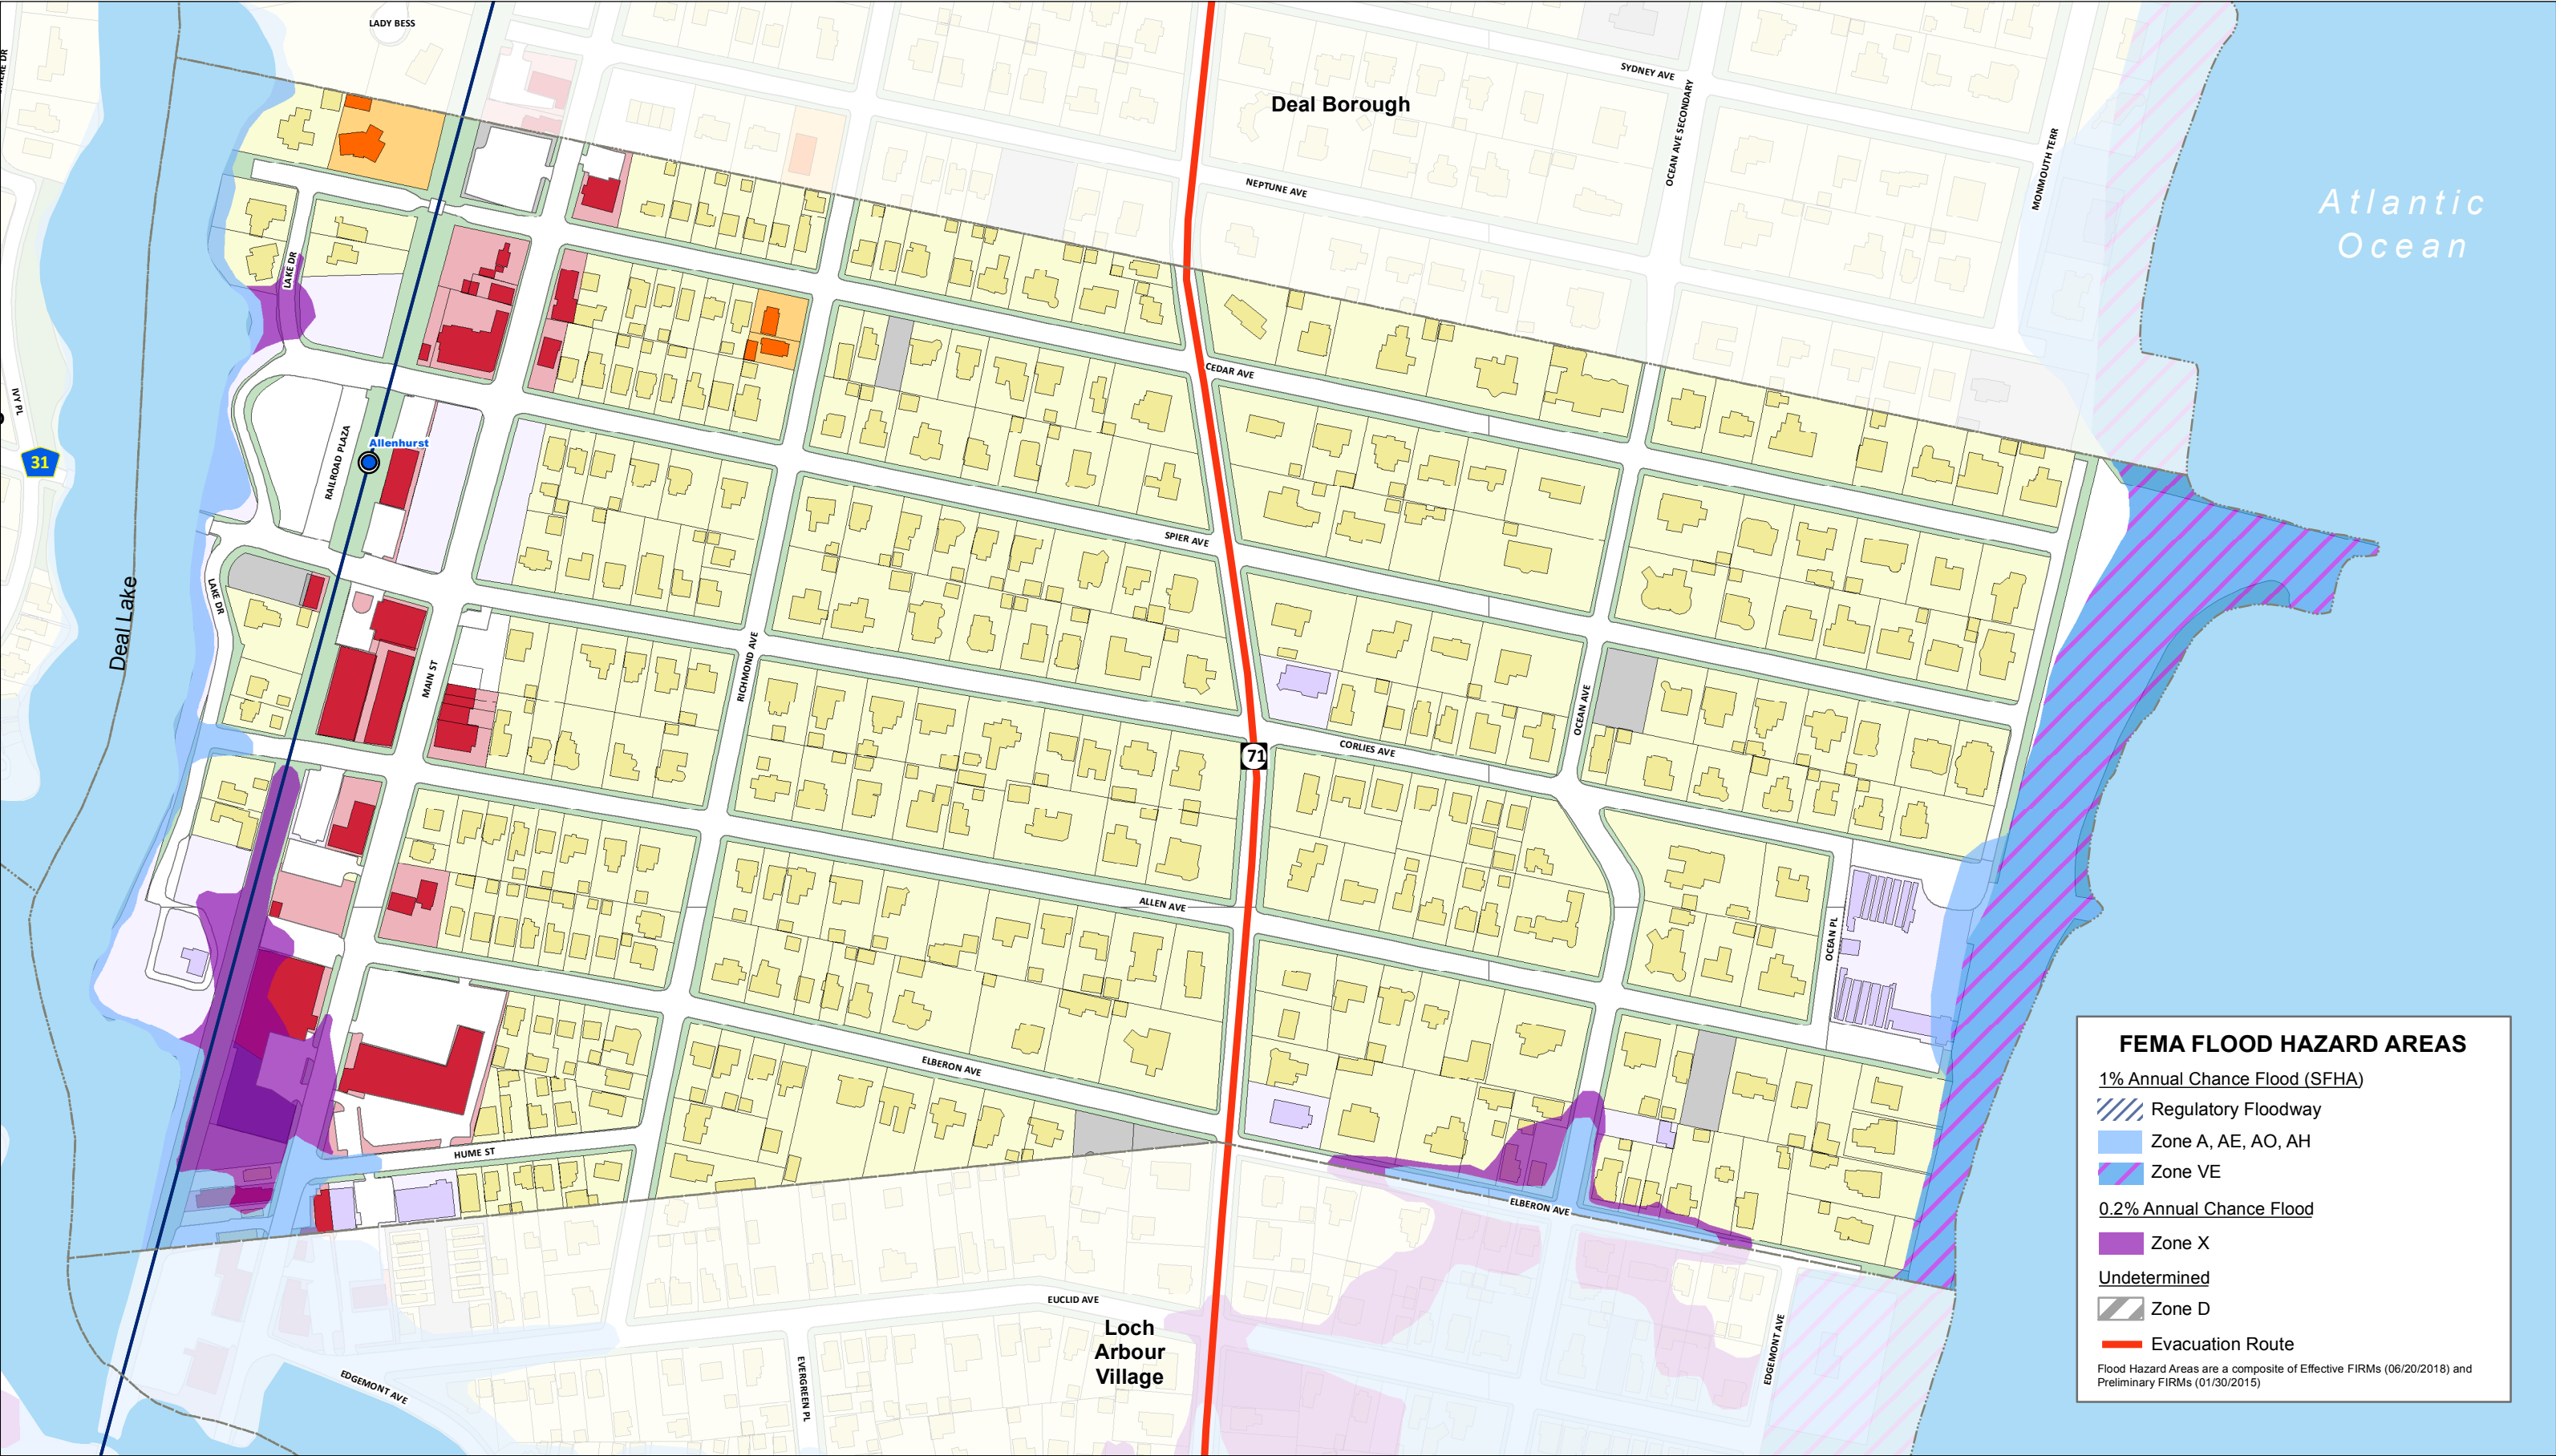 LADY BESS
Deal Borough
SYDNEY AVE
OCEAN AVE SECONDARY
MONMOUTH TERR
NEPTUNE AVE
Atlantic
Ocean
LAKE DR
CEDAR AVE
IVY PL
31
RAILROAD PLAZA
Allenhurst
SPIER AVE
LAKE DR
Deal Lake
MAIN ST
RICHMOND AVE
OCEAN AVE
71
CORLIES AVE
ALLEN AVE
OCEAN PL
ELBERON AVE
HUME ST
ELBERON AVE
EUCLID AVE
Loch
Arbour
Village
EDGEMONT AVE
EVERGREEN PL
EDGEMONT AVE
FEMA FLOOD HAZARD AREAS
1% Annual Chance Flood (SFHA)
Regulatory Floodway
Zone A, AE, AO, AH
Zone VE
0.2% Annual Chance Flood
Zone X
Undetermined
Zone D
Evacuation Route
Flood Hazard Areas are a composite of Effective FIRMs (06/20/2018) and
Preliminary FIRMs (01/30/2015)